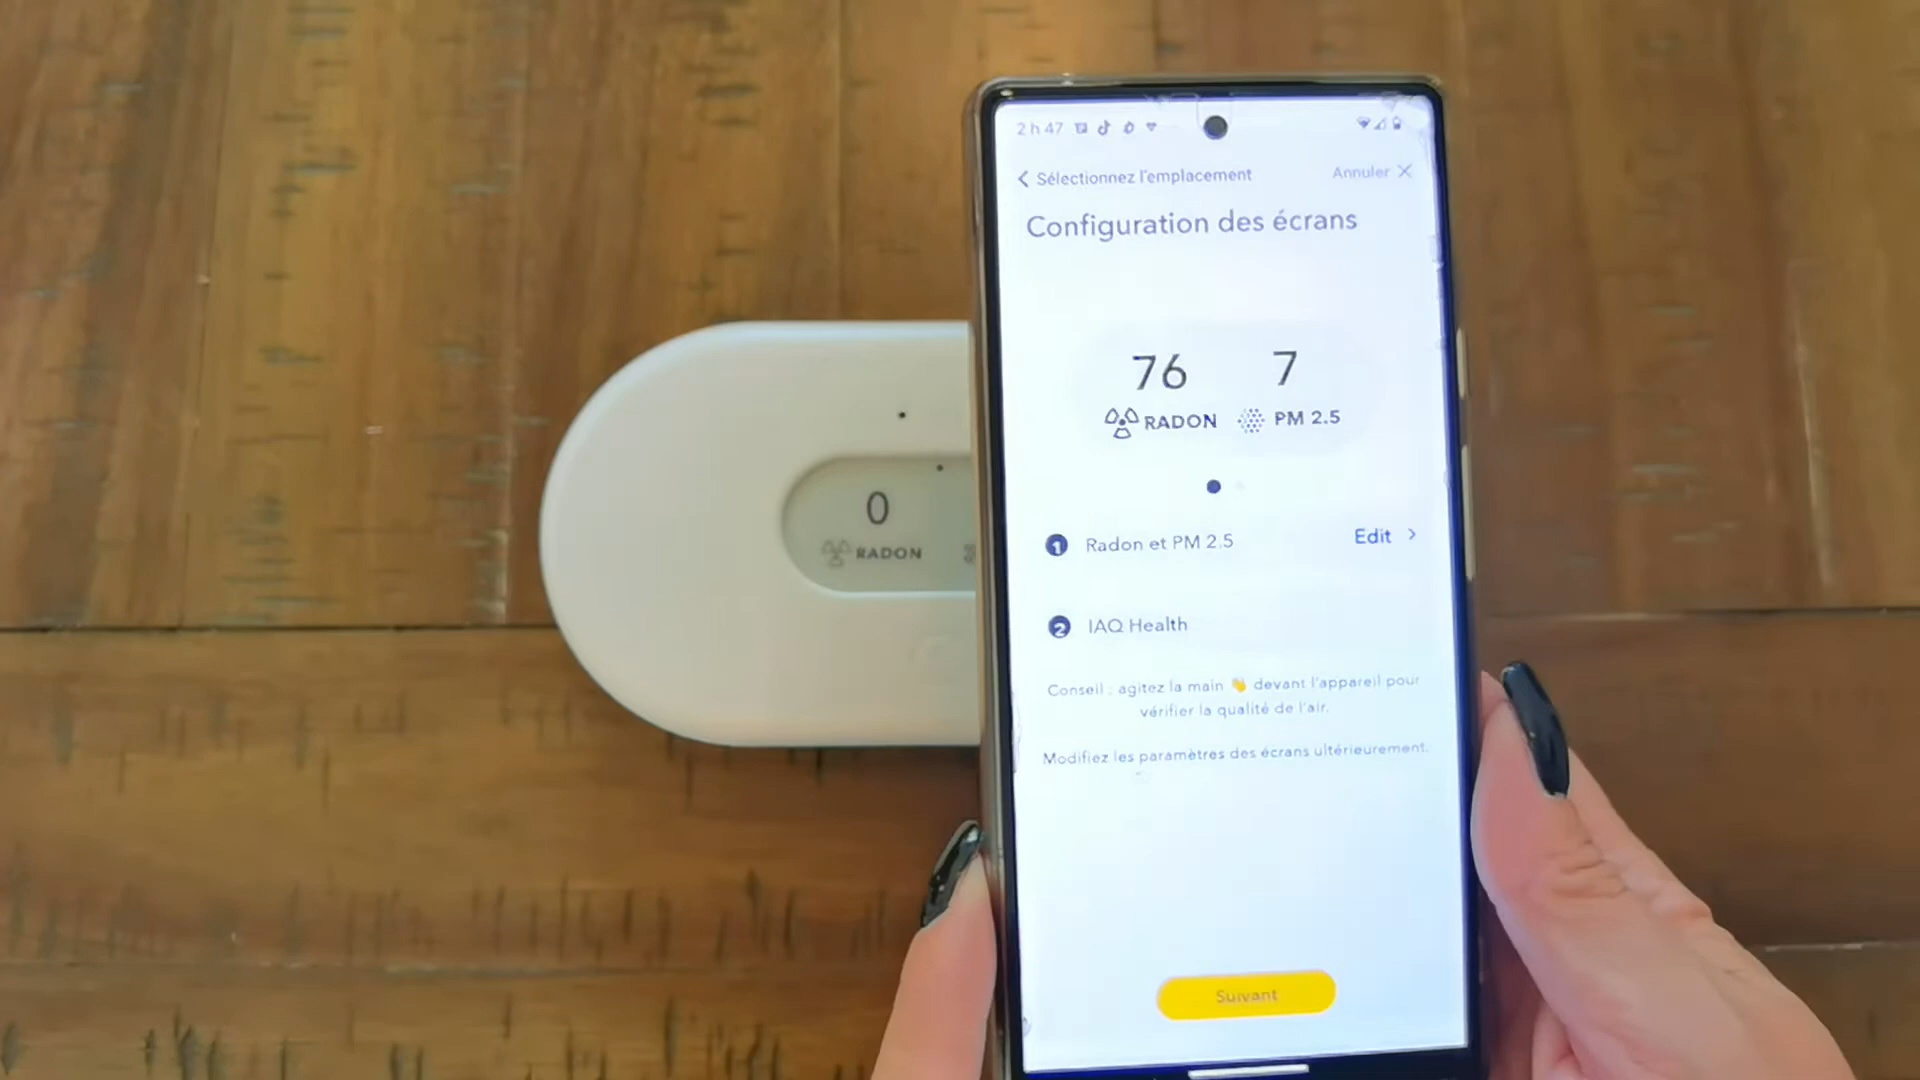 2 h 47
Sélectionnez l'emplacement
Annuler
Configuration des écrans
76 7
RADON PM 2.5
1 Radon et PM 2.5 Edit
2 IAQ Health
Conseil : agitez la main 👋 devant l'appareil pour
vérifier la qualité de l'air.
Modifiez les paramètres des écrans ultérieurement.
Suivant
0
RADON